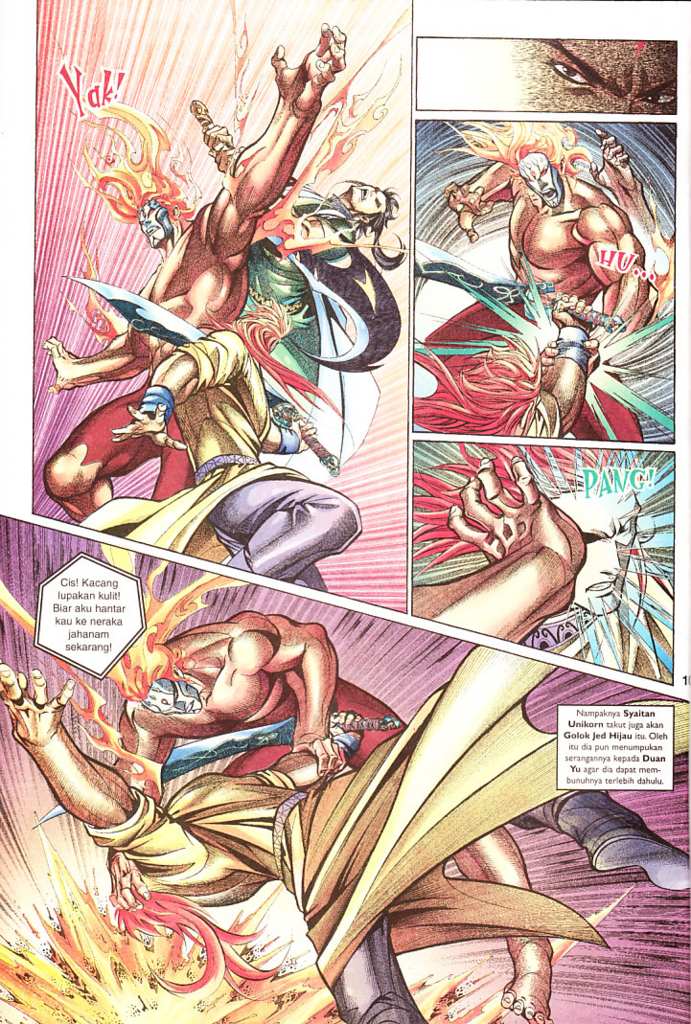 Yak!
HU...
PANG!
Cis! Kacang
lupakan kulit!
Biar aku hantar
kau ke neraka
jahanam
sekarang!
Nampaknya Syaitan
Unikorn takut juga akan
Golok Jed Hijau itu. Oleh
itu dia pun menumpukan
serangannya kepada Duan
Yu agar dia dapat mem-
bunuhnya terlebih dahulu.